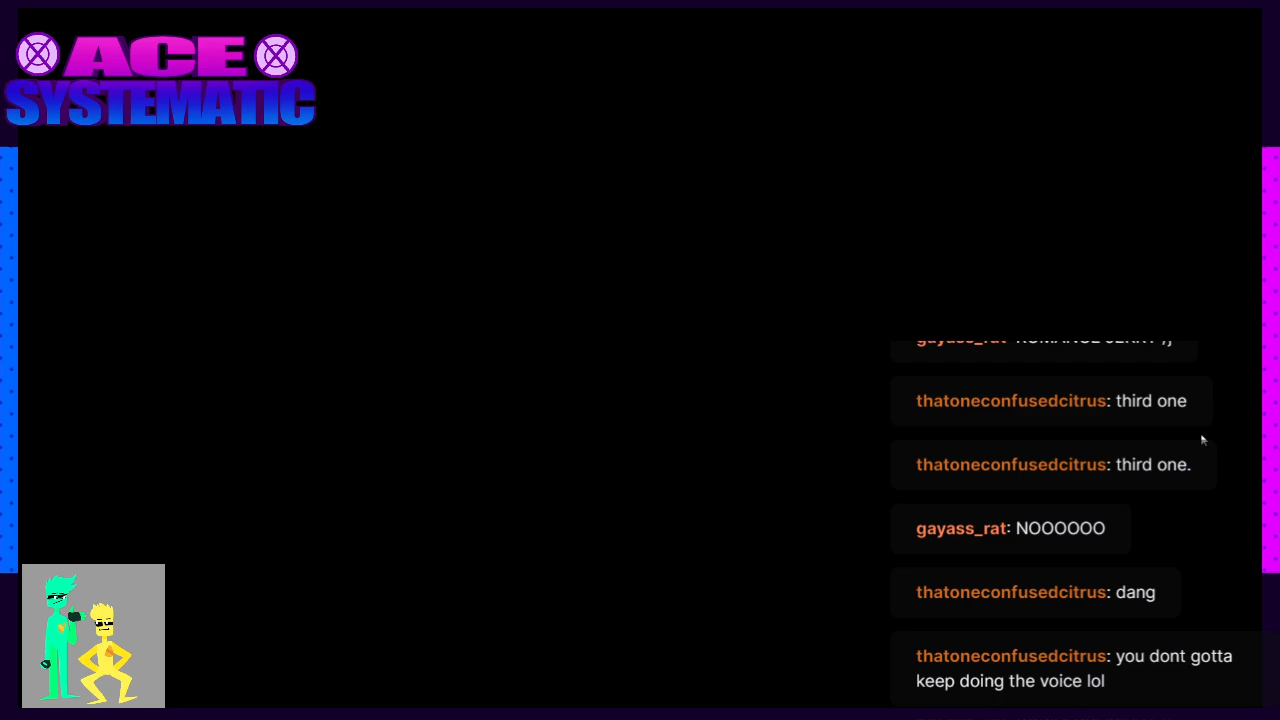 ACE
SYSTEMATIC
gayass_rat
thatoneconfusedcitrus: third one
thatoneconfusedcitrus: third one.
gayass_rat: NOOOOOO
thatoneconfusedcitrus: dang
thatoneconfusedcitrus: you dont gotta
keep doing the voice lol